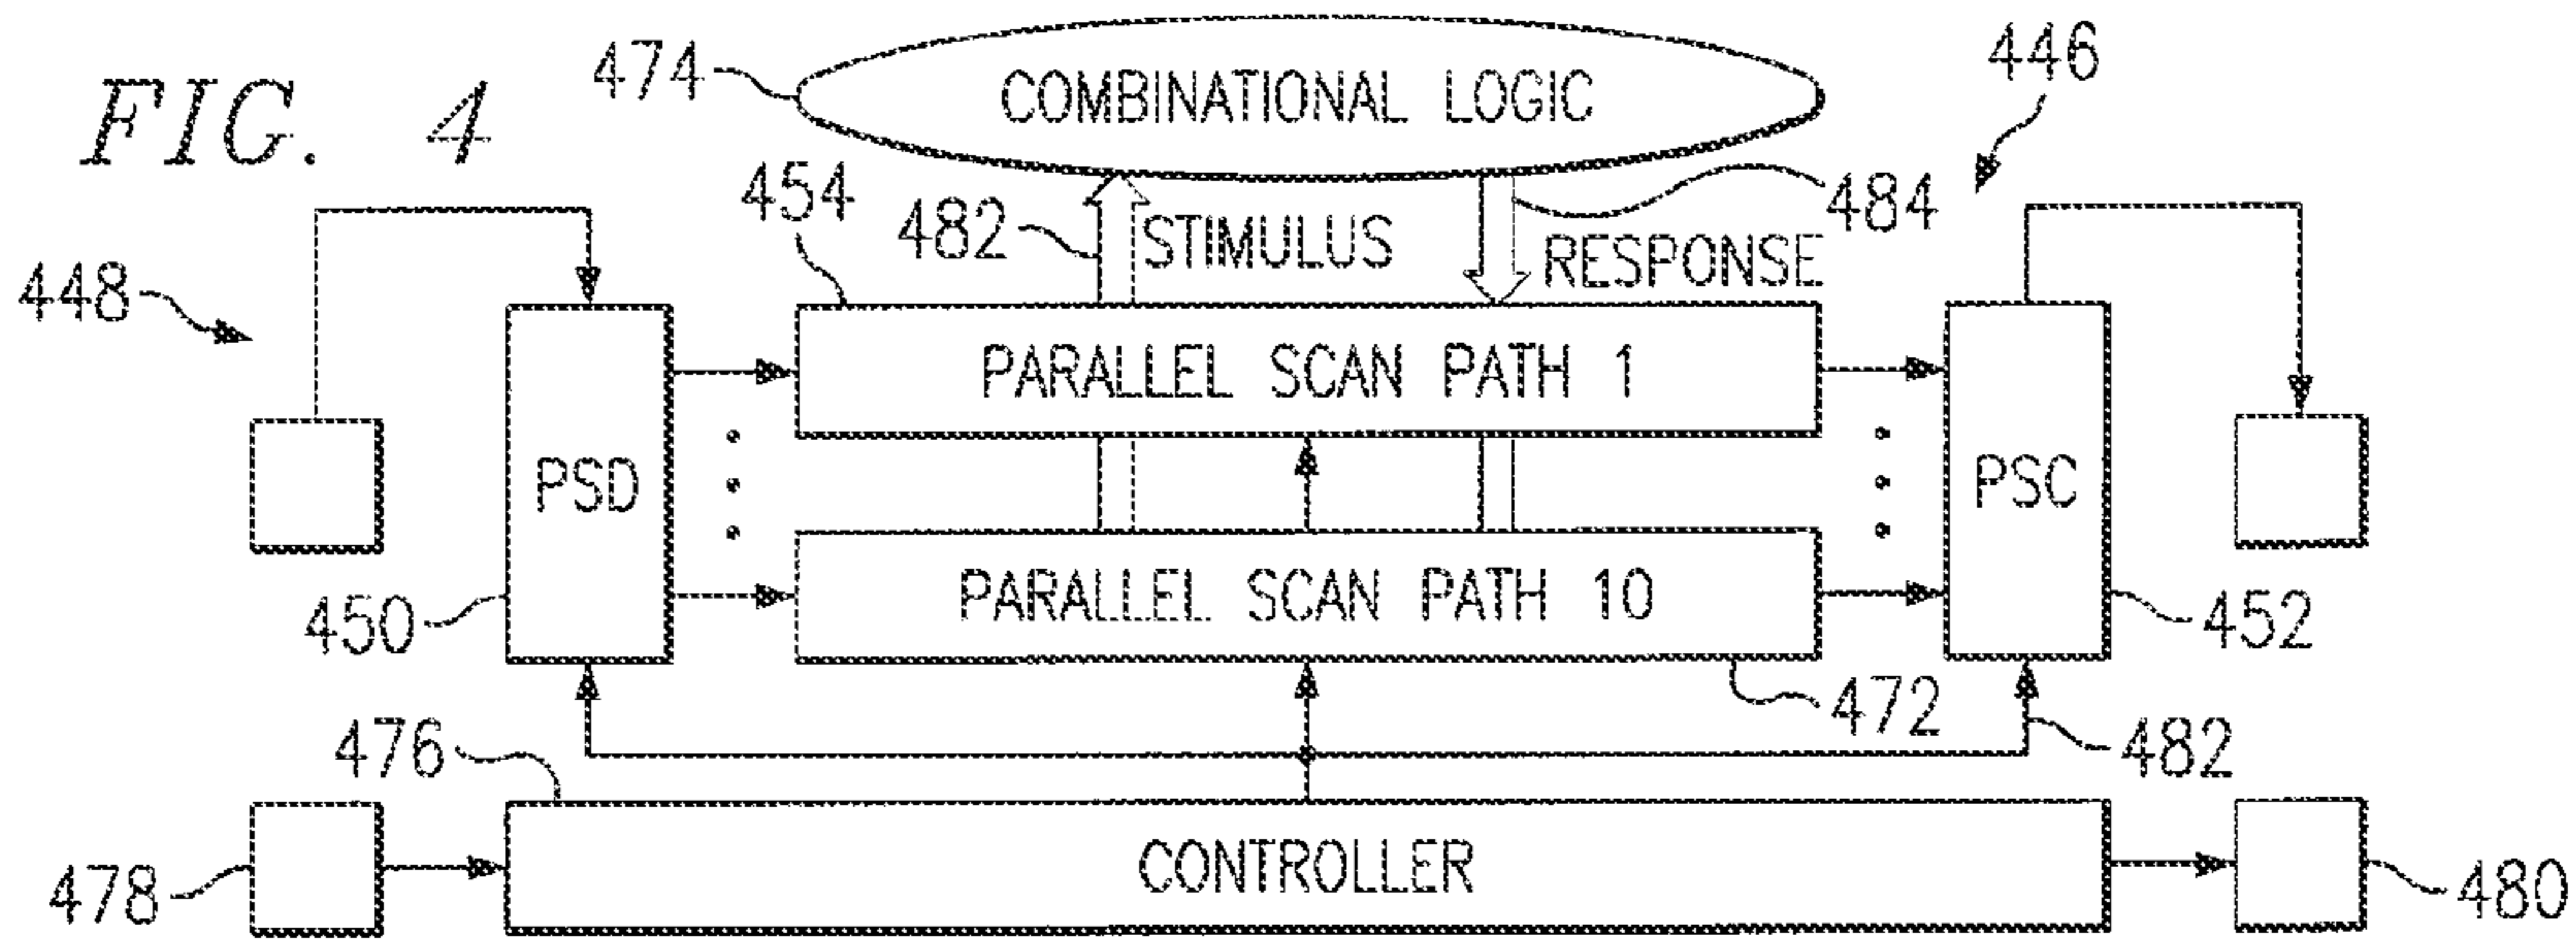 FIG. 4
474
COMBINATIONAL LOGIC
446
454
482
STIMULUS
484
RESPONSE
448
PARALLEL SCAN PATH 1
PSD
PSC
450
PARALLEL SCAN PATH 10
452
472
476
482
478
CONTROLLER
480